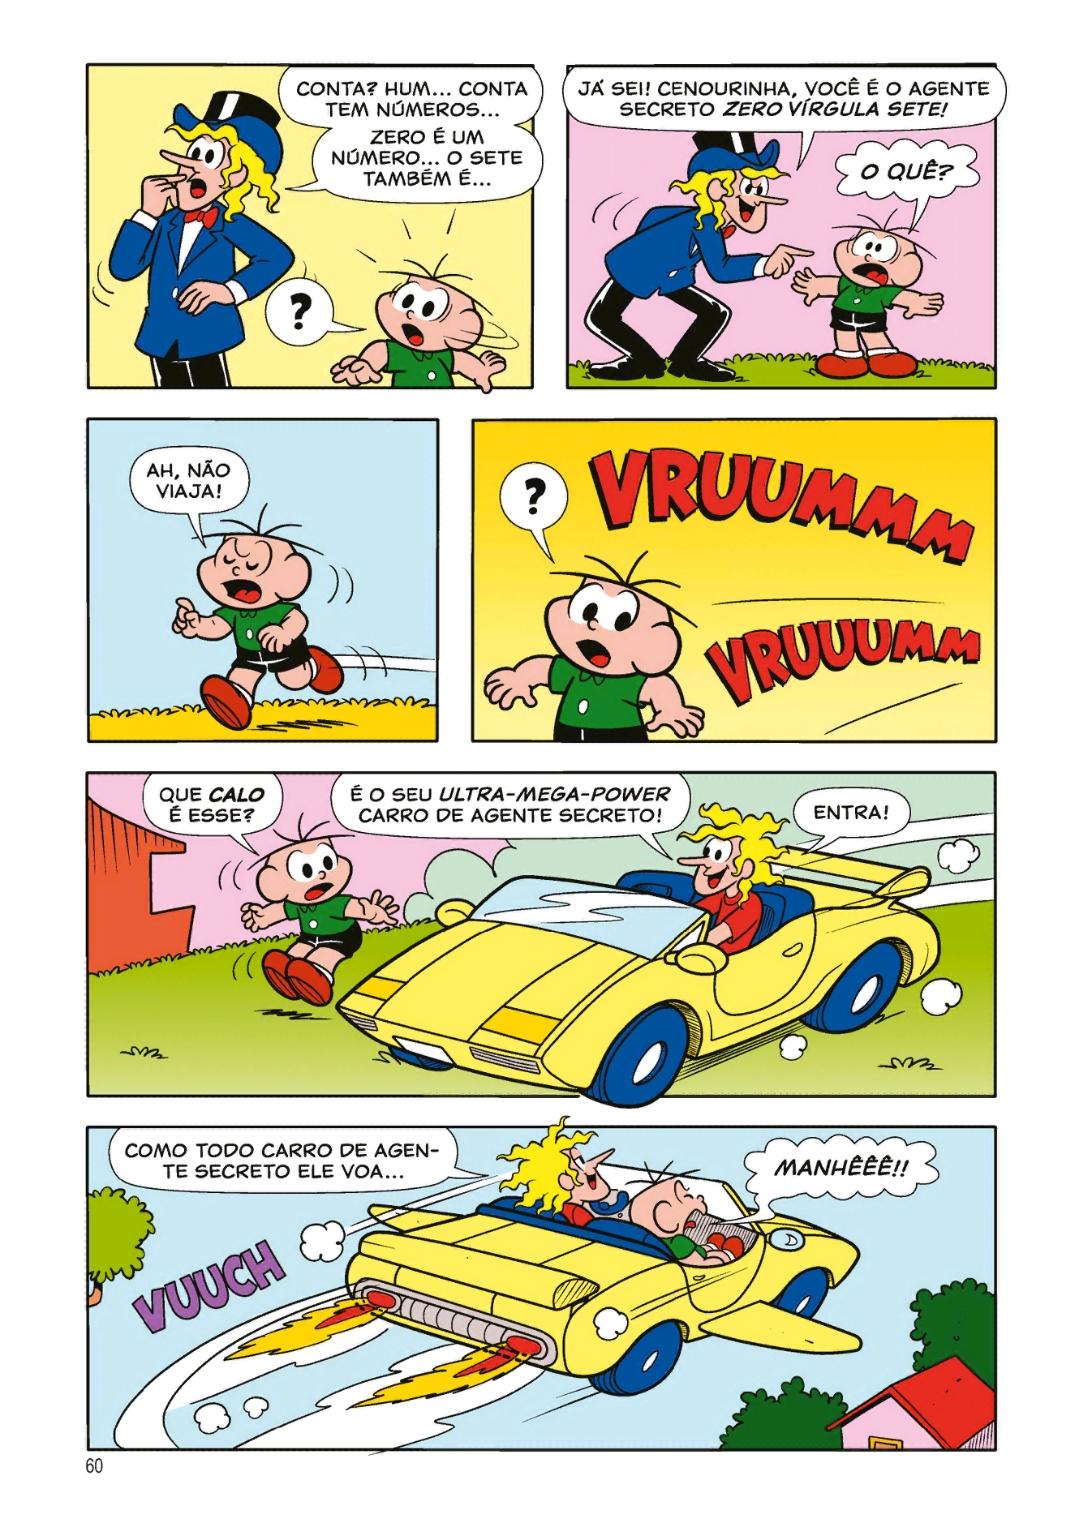 CONTA? HUM... CONTA
TEM NÚMEROS...
ZERO É UM
NÚMERO... O SETE
TAMBÉM É...
?
JÁ SEI! CENOURINHA, VOCÊ É O AGENTE
SECRETO ZERO VÍRGULA SETE!
O QUÊ?
AH, NÃO
VIAJA!
?
VRUUMMM
VRUUUUMM
QUE CALO
É ESSE?
É O SEU ULTRA-MEGA-POWER
CARRO DE AGENTE SECRETO!
ENTRA!
COMO TODO CARRO DE AGEN-
TE SECRETO ELE VOA...
MANHÊÊÊ!!
VUUCH
60